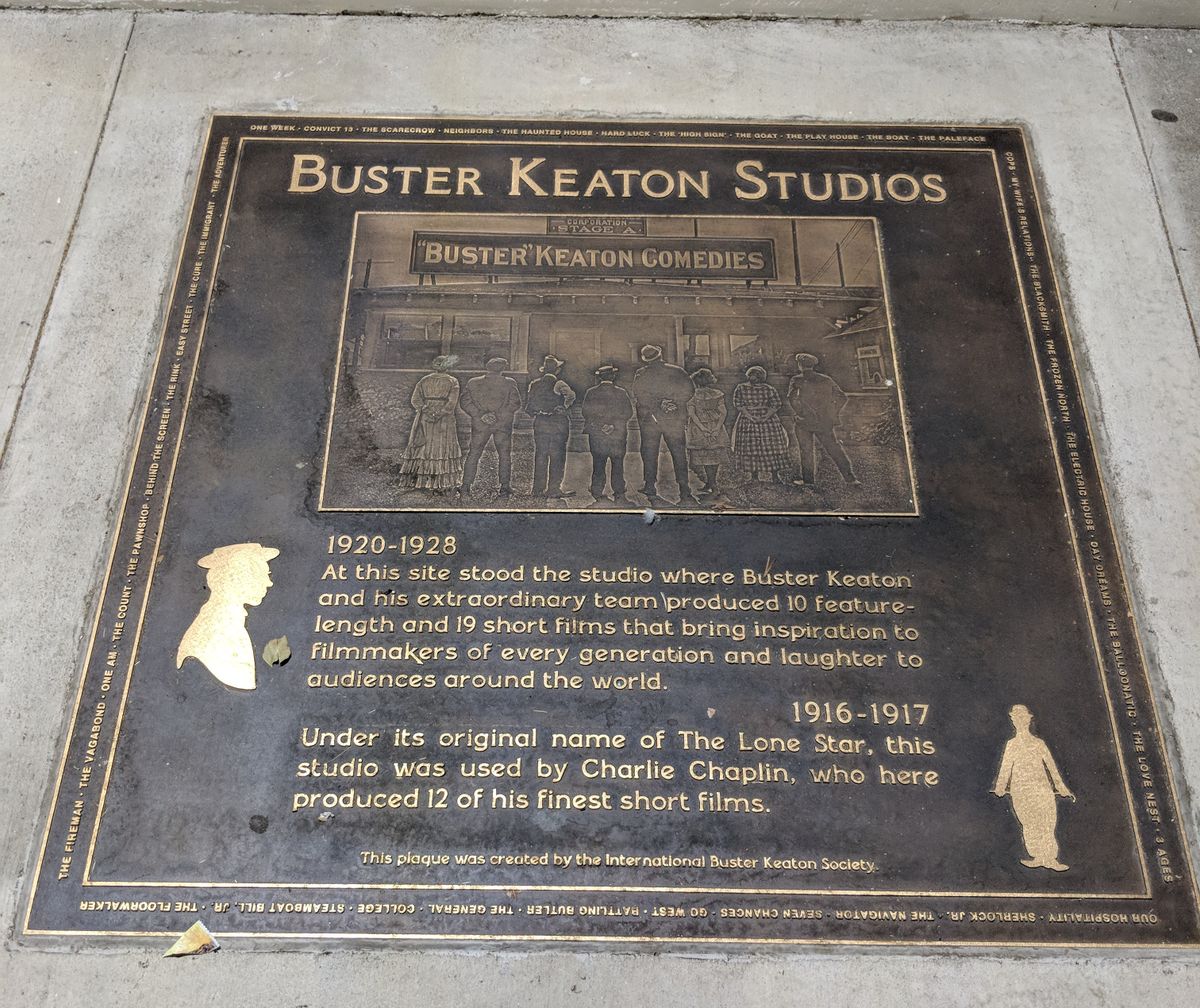 ONE WEEK · CONVICT 13 · THE SCARECROW · NEIGHBORS · THE HAUNTED HOUSE · HARD LUCK · THE 'HIGH SIGN' · THE GOAT · THE PLAY HOUSE · THE BOAT · THE PALEFACE
COPS · MY WIFE'S RELATIONS · THE BLACKSMITH · THE FROZEN NORTH · THE ELECTRIC HOUSE · DAY DREAMS · THE BALLOONATIC · THE LOVE NEST · 3 AGES
OUR HOSPITALITY · SHERLOCK JR. · THE NAVIGATOR · SEVEN CHANCES · GO WEST · BATTLING BUTLER · THE GENERAL · COLLEGE · STEAMBOAT BILL, JR. · THE FLOORWALKER
THE FIREMAN · THE VAGABOND · ONE AM · THE COUNT · THE PAWNSHOP · BEHIND THE SCREEN · THE RINK · EASY STREET · THE CURE · THE IMMIGRANT · THE ADVENTURER
BUSTER KEATON STUDIOS
CORPORATION
STAGE A
"BUSTER" KEATON COMEDIES
1920-1928
At this site stood the studio where Buster Keaton
and his extraordinary team produced 10 feature-
length and 19 short films that bring inspiration to
filmmakers of every generation and laughter to
audiences around the world.
1916-1917
Under its original name of The Lone Star, this
studio was used by Charlie Chaplin, who here
produced 12 of his finest short films.
This plaque was created by the International Buster Keaton Society.